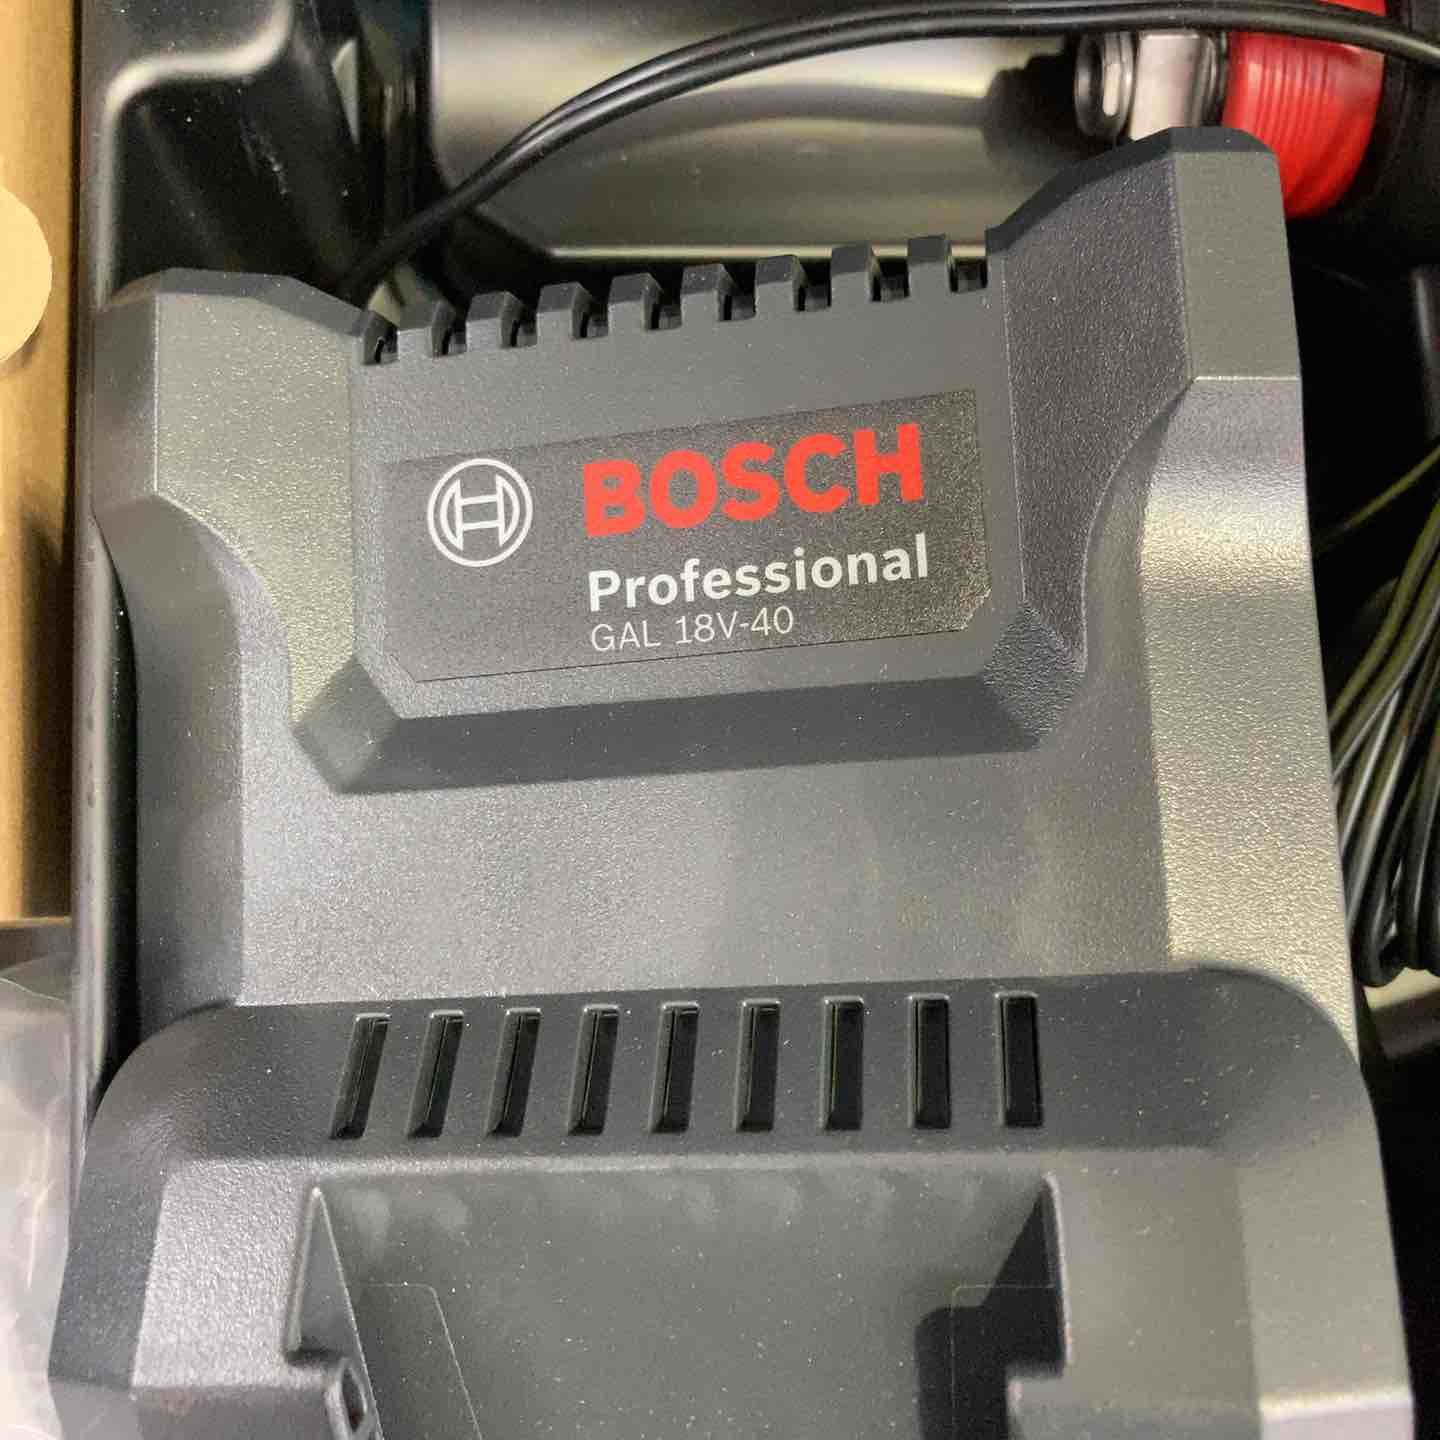 BOSCH
Professional
GAL 18V-40